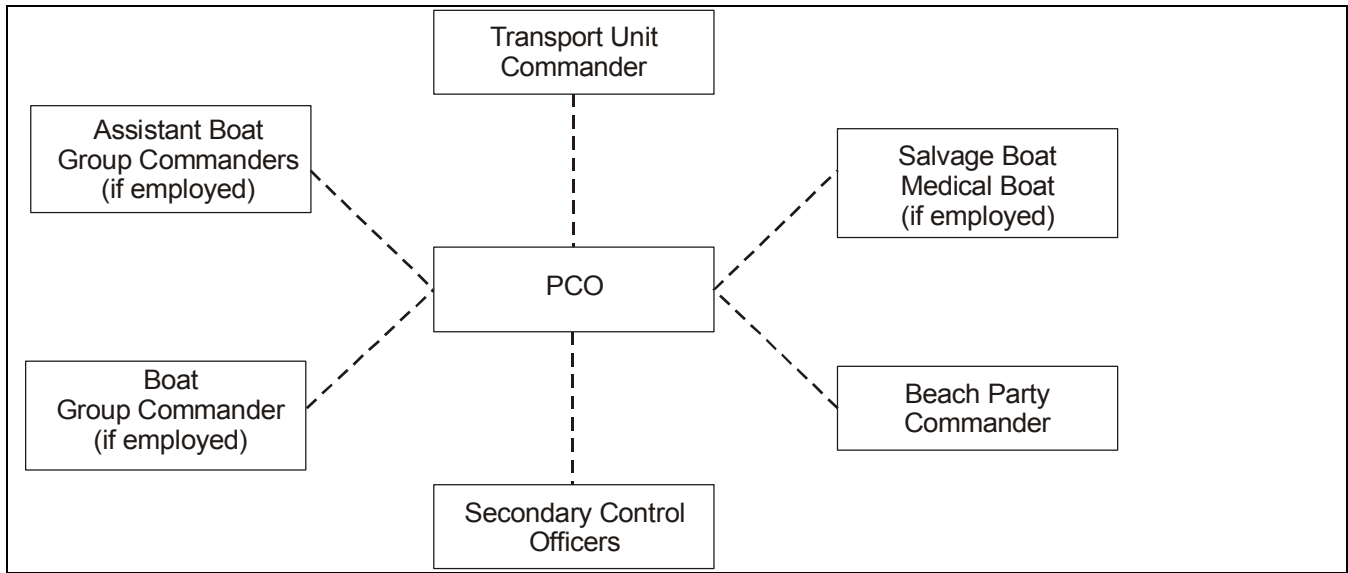 Transport Unit
Commander
Assistant Boat
Group Commanders
(if employed)
Salvage Boat
Medical Boat
(if employed)
PCO
Boat
Group Commander
(if employed)
Beach Party
Commander
Secondary Control
Officers